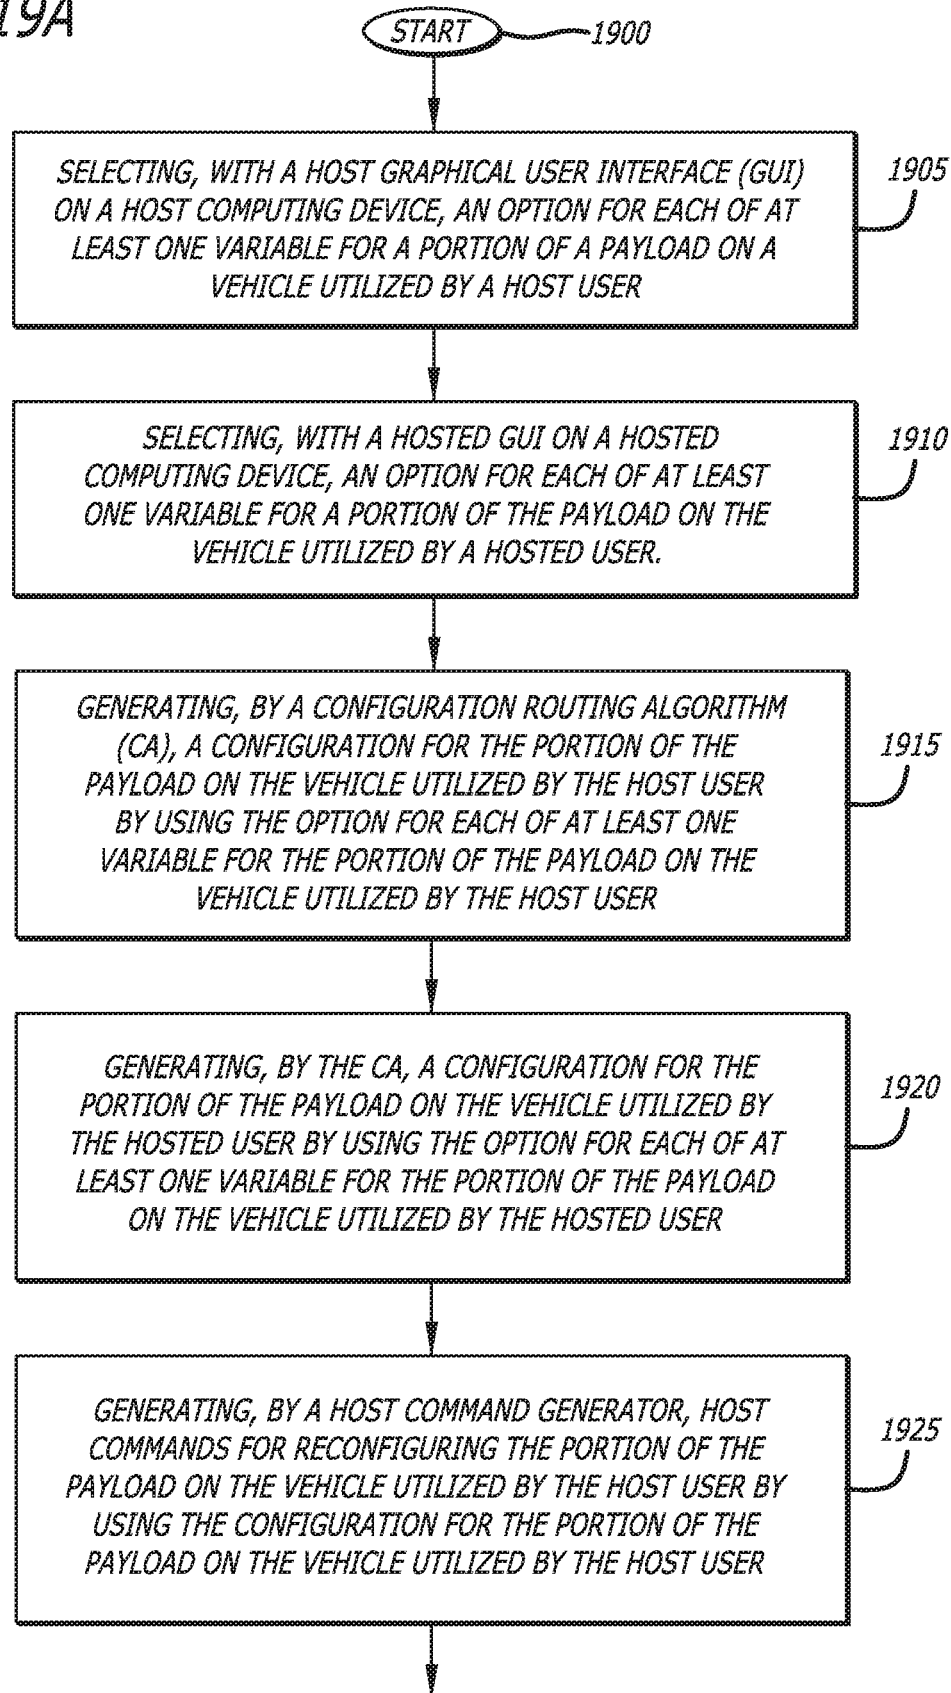 19A
START
1900
SELECTING, WITH A HOST GRAPHICAL USER INTERFACE (GUI)
ON A HOST COMPUTING DEVICE, AN OPTION FOR EACH OF AT
LEAST ONE VARIABLE FOR A PORTION OF A PAYLOAD ON A
VEHICLE UTILIZED BY A HOST USER
1905
SELECTING, WITH A HOSTED GUI ON A HOSTED
COMPUTING DEVICE, AN OPTION FOR EACH OF AT LEAST
ONE VARIABLE FOR A PORTION OF THE PAYLOAD ON THE
VEHICLE UTILIZED BY A HOSTED USER.
1910
GENERATING, BY A CONFIGURATION ROUTING ALGORITHM
(CA), A CONFIGURATION FOR THE PORTION OF THE
PAYLOAD ON THE VEHICLE UTILIZED BY THE HOST USER
BY USING THE OPTION FOR EACH OF AT LEAST ONE
VARIABLE FOR THE PORTION OF THE PAYLOAD ON THE
VEHICLE UTILIZED BY THE HOST USER
1915
GENERATING, BY THE CA, A CONFIGURATION FOR THE
PORTION OF THE PAYLOAD ON THE VEHICLE UTILIZED BY
THE HOSTED USER BY USING THE OPTION FOR EACH OF AT
LEAST ONE VARIABLE FOR THE PORTION OF THE PAYLOAD
ON THE VEHICLE UTILIZED BY THE HOSTED USER
1920
GENERATING, BY A HOST COMMAND GENERATOR, HOST
COMMANDS FOR RECONFIGURING THE PORTION OF THE
PAYLOAD ON THE VEHICLE UTILIZED BY THE HOST USER BY
USING THE CONFIGURATION FOR THE PORTION OF THE
PAYLOAD ON THE VEHICLE UTILIZED BY THE HOST USER
1925